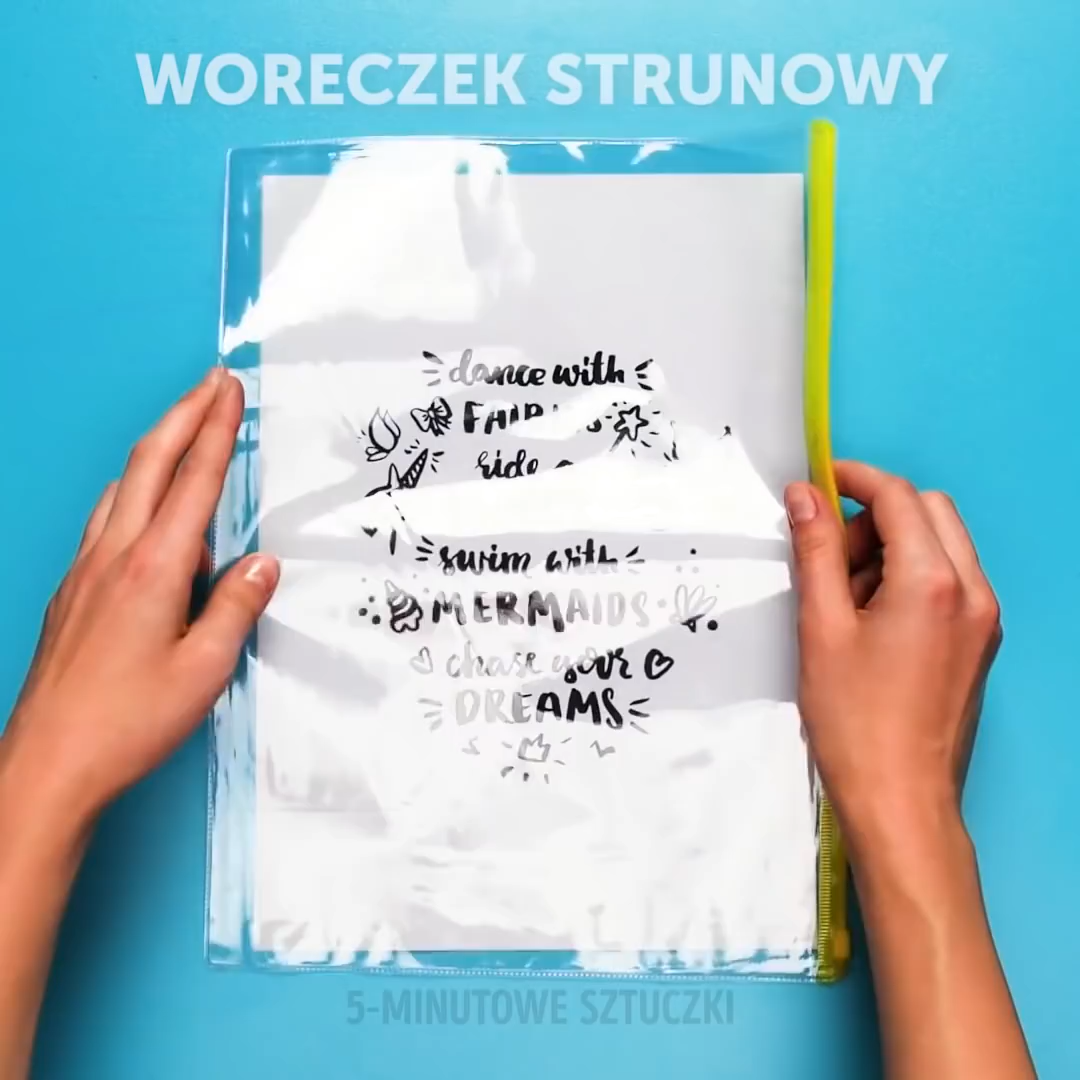 WORECZEK STRUNOWY
dance with
ride
swim with
MERMAIDS
chase your
DREAMS
5-MINUTOWE SZTUCZKI